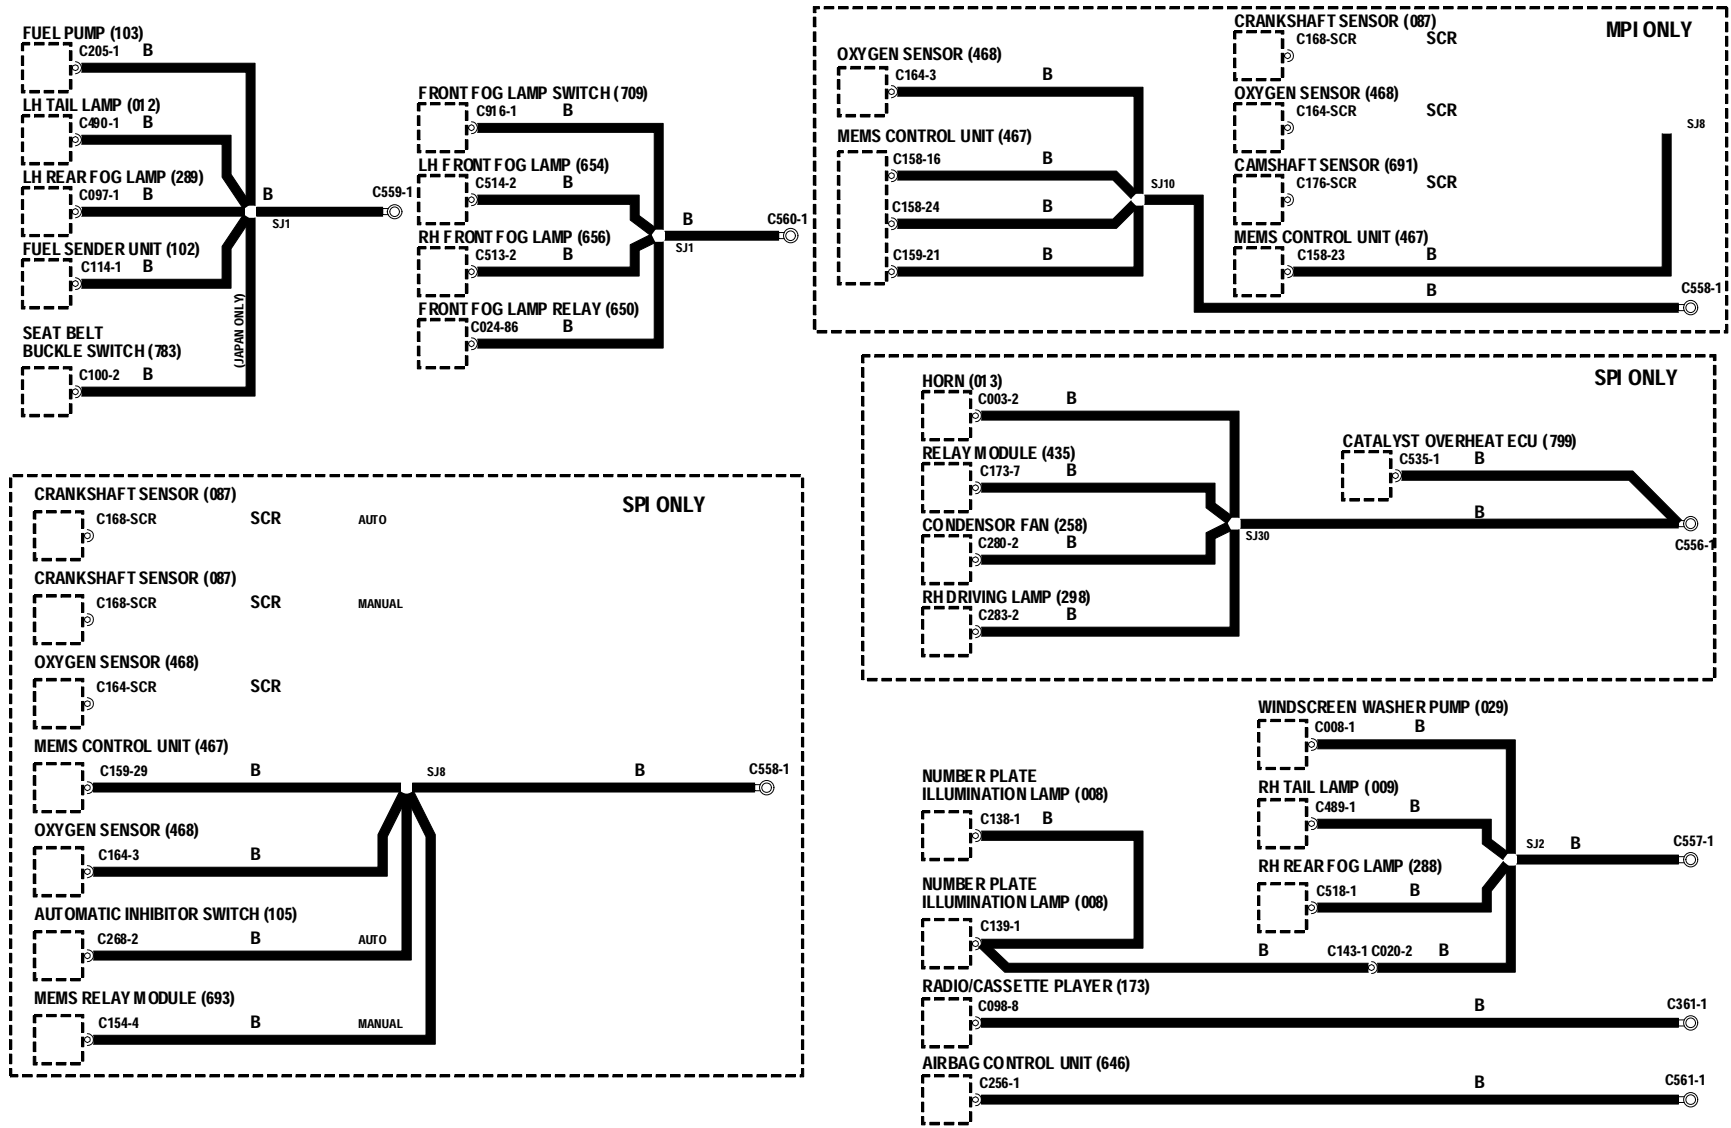 FUEL PUMP (103)
C205-1 B
LH TAIL LAMP (012)
C490-1 B
LH REAR FOG LAMP (289)
C097-1 B
B
C559-1
SJ1
FUEL SENDER UNIT (102)
C114-1 B
(JAPAN ONLY)
SEAT BELT
BUCKLE SWITCH (783)
C100-2 B
FRONT FOG LAMP SWITCH (709)
C916-1 B
LH FRONT FOG LAMP (654)
C514-2 B
B
C560-1
SJ1
RH FRONT FOG LAMP (656)
C513-2 B
FRONT FOG LAMP RELAY (650)
C024-86 B
MPI ONLY
OXYGEN SENSOR (468)
C164-3 B
MEMS CONTROL UNIT (467)
C158-16 B
SJ10
C158-24 B
C159-21 B
CRANKSHAFT SENSOR (087)
C168-SCR SCR
OXYGEN SENSOR (468)
C164-SCR SCR
SJ8
CAMSHAFT SENSOR (691)
C176-SCR SCR
MEMS CONTROL UNIT (467)
C158-23 B
B
C558-1
SPI ONLY
HORN (013)
C003-2 B
RELAY MODULE (435)
C173-7 B
CONDENSOR FAN (258)
C280-2 B
SJ30
RH DRIVING LAMP (298)
C283-2 B
CATALYST OVERHEAT ECU (799)
C535-1 B
B
C556-1
SPI ONLY
CRANKSHAFT SENSOR (087)
C168-SCR SCR AUTO
CRANKSHAFT SENSOR (087)
C168-SCR SCR MANUAL
OXYGEN SENSOR (468)
C164-SCR SCR
MEMS CONTROL UNIT (467)
C159-29 B SJ8 B C558-1
OXYGEN SENSOR (468)
C164-3 B
AUTOMATIC INHIBITOR SWITCH (105)
C268-2 B AUTO
MEMS RELAY MODULE (693)
C154-4 B MANUAL
WINDSCREEN WASHER PUMP (029)
C008-1 B
RH TAIL LAMP (009)
C489-1 B
SJ2 B C557-1
RH REAR FOG LAMP (288)
C518-1 B
NUMBER PLATE
ILLUMINATION LAMP (008)
C138-1 B
NUMBER PLATE
ILLUMINATION LAMP (008)
C139-1
B C143-1 C020-2 B
RADIO/CASSETTE PLAYER (173)
C098-8 B C361-1
AIRBAG CONTROL UNIT (646)
C256-1 B C561-1